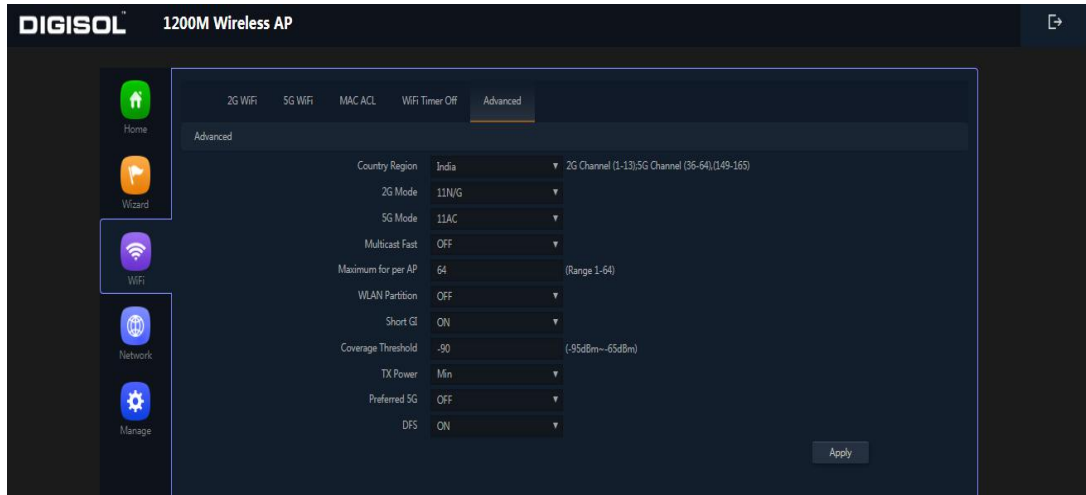 DIGISOL 1200M Wireless AP
Home
Wizard
WiFi
Network
Manage
2G WiFi 5G WiFi MAC ACL WiFi Timer Off Advanced
Advanced
Country Region India 2G Channel (1-13);5G Channel (36-64),(149-165)
2G Mode 11N/G
5G Mode 11AC
Multicast Fast OFF
Maximum for per AP 64 (Range 1-64)
WLAN Partition OFF
Short GI ON
Coverage Threshold -90 (-95dBm~-65dBm)
TX Power Min
Preferred 5G OFF
DFS ON
Apply